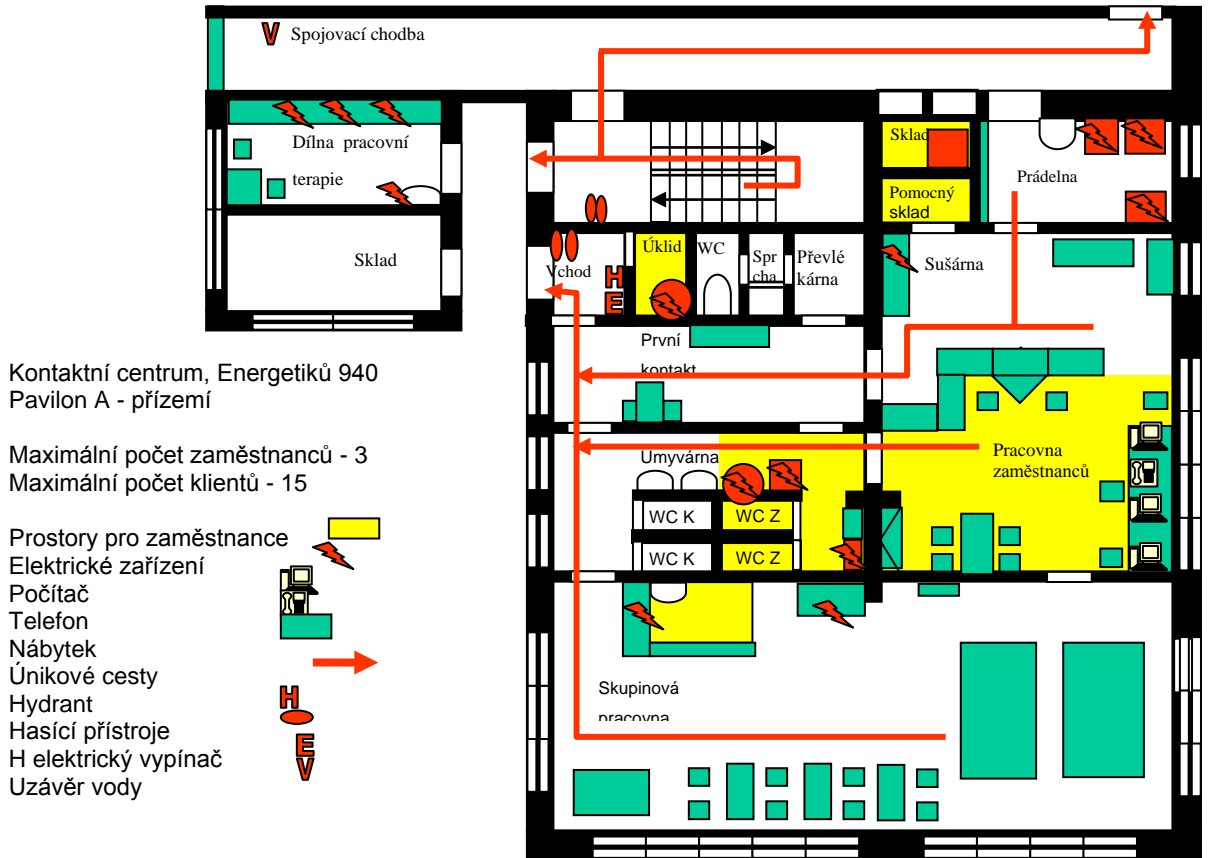 V Spojovací chodba
Dílna pracovní
terapie
Sklad
Sklad
Pomocný
sklad
Prádelna
Vchod
H
E
Úklid
WC
Spr
cha
Převlé
kárna
Sušárna
První
kontakt
Umyvárna
WC K
WC Z
WC K
WC Z
Pracovna
zaměstnanců
Skupinová
pracovna
Kontaktní centrum, Energetiků 940
Pavilon A - přízemí
Maximální počet zaměstnanců - 3
Maximální počet klientů - 15
Prostory pro zaměstnance
Elektrické zařízení
Počítač
Telefon
Nábytek
Únikové cesty
Hydrant H
Hasící přístroje
H elektrický vypínač E
Uzávěr vody V